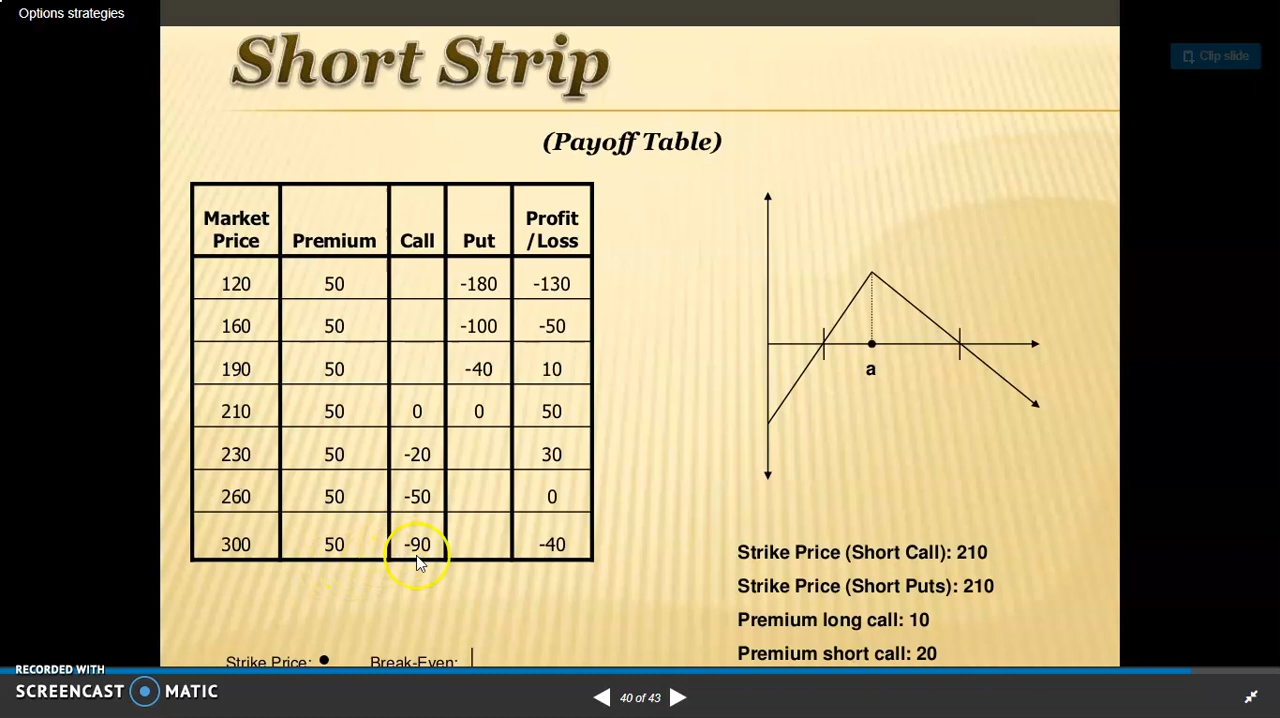 Options strategies
Clip slide
Short Strip
(Payoff Table)
Market Price Premium Call Put Profit /Loss
120 50 -180 -130
160 50 -100 -50
190 50 -40 10
210 50 0 0 50
230 50 -20 30
260 50 -50 0
300 50 -90 -40
a
Strike Price (Short Call): 210
Strike Price (Short Puts): 210
Premium long call: 10
Premium short call: 20
Strike Price: Break-Even:
RECORDED WITH
SCREENCAST MATIC
40 of 43